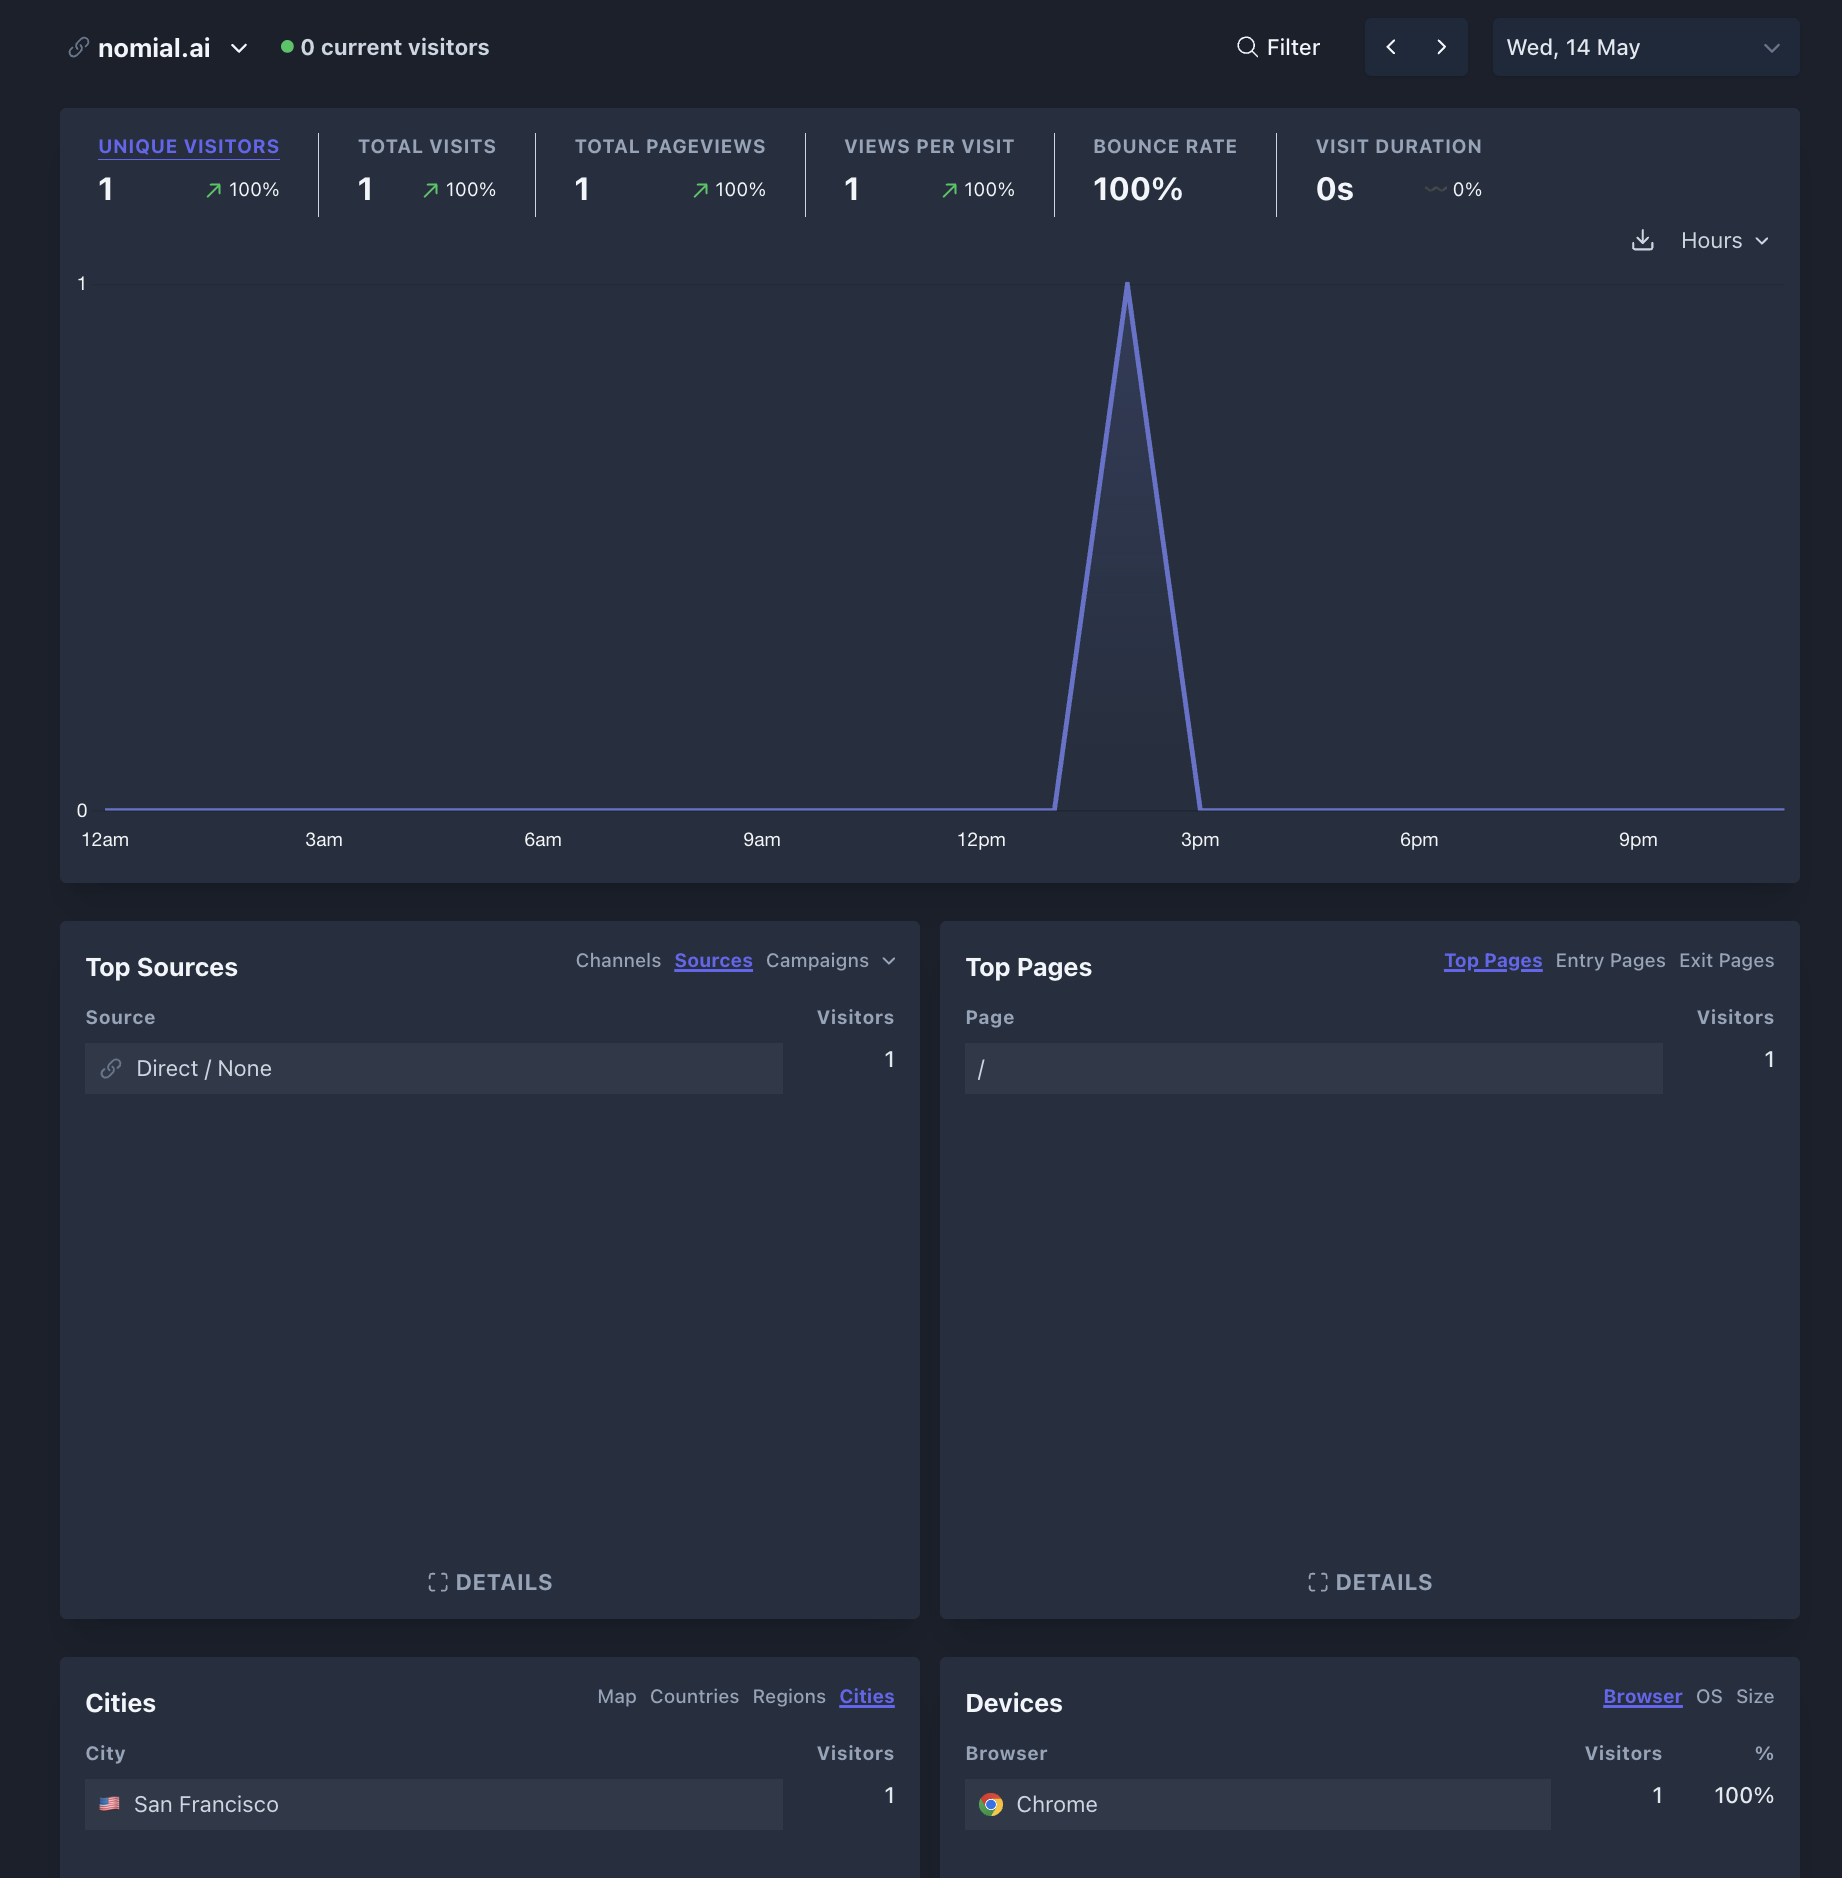 nomial.ai 0 current visitors Filter Wed, 14 May
UNIQUE VISITORS TOTAL VISITS TOTAL PAGEVIEWS VIEWS PER VISIT BOUNCE RATE VISIT DURATION
1 100% 1 100% 1 100% 1 100% 100% 0s 0%
Hours
1
0
12am 3am 6am 9am 12pm 3pm 6pm 9pm
Top Sources Channels Sources Campaigns
Source Visitors
Direct / None 1
DETAILS
Top Pages Top Pages Entry Pages Exit Pages
Page Visitors
/ 1
DETAILS
Cities Map Countries Regions Cities
City Visitors
San Francisco 1
Devices Browser OS Size
Browser Visitors %
Chrome 1 100%